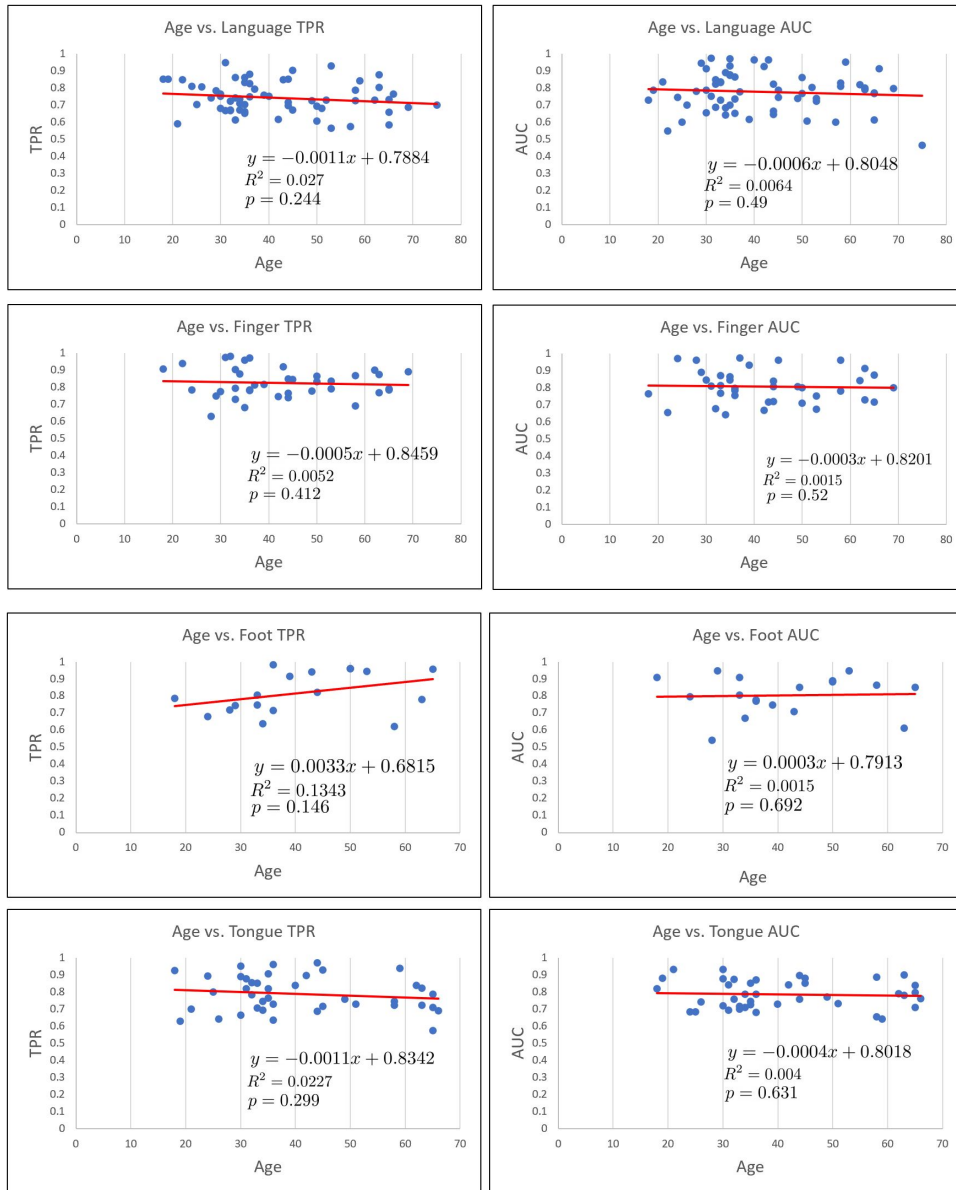 Age vs. Language TPR
1
0.9
0.8
0.7
0.6
0.5
0.4
0.3
0.2
0.1
0
TPR
y = −0.0011x + 0.7884
R² = 0.027
p = 0.244
0 10 20 30 40 50 60 70 80
Age
Age vs. Language AUC
1
0.9
0.8
0.7
0.6
0.5
0.4
0.3
0.2
0.1
0
AUC
y = −0.0006x + 0.8048
R² = 0.0064
p = 0.49
0 10 20 30 40 50 60 70 80
Age
Age vs. Finger TPR
1
0.9
0.8
0.7
0.6
0.5
0.4
0.3
0.2
0.1
0
TPR
y = −0.0005x + 0.8459
R² = 0.0052
p = 0.412
0 10 20 30 40 50 60 70 80
Age
Age vs. Finger AUC
1
0.9
0.8
0.7
0.6
0.5
0.4
0.3
0.2
0.1
0
AUC
y = −0.0003x + 0.8201
R² = 0.0015
p = 0.52
0 10 20 30 40 50 60 70 80
Age
Age vs. Foot TPR
1
0.9
0.8
0.7
0.6
0.5
0.4
0.3
0.2
0.1
0
TPR
y = 0.0033x + 0.6815
R² = 0.1343
p = 0.146
0 10 20 30 40 50 60 70
Age
Age vs. Foot AUC
1
0.9
0.8
0.7
0.6
0.5
0.4
0.3
0.2
0.1
0
AUC
y = 0.0003x + 0.7913
R² = 0.0015
p = 0.692
0 10 20 30 40 50 60 70
Age
Age vs. Tongue TPR
1
0.9
0.8
0.7
0.6
0.5
0.4
0.3
0.2
0.1
0
TPR
y = −0.0011x + 0.8342
R² = 0.0227
p = 0.299
0 10 20 30 40 50 60 70
Age
Age vs. Tongue AUC
1
0.9
0.8
0.7
0.6
0.5
0.4
0.3
0.2
0.1
0
AUC
y = −0.0004x + 0.8018
R² = 0.004
p = 0.631
0 10 20 30 40 50 60 70
Age